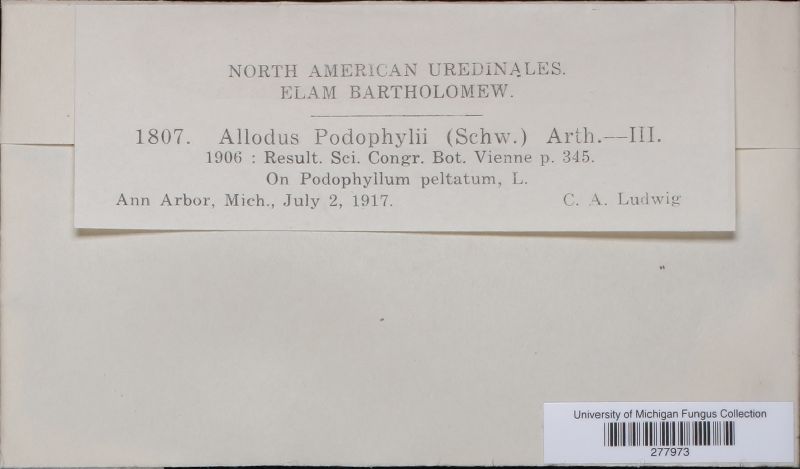 NORTH AMERICAN UREDINALES.
ELAM BARTHOLOMEW.
1807. Allodus Podophylii (Schw.) Arth.—III.
1906 : Result. Sci. Congr. Bot. Vienne p. 345.
On Podophyllum peltatum, L.
Ann Arbor, Mich., July 2, 1917. C. A. Ludwig
University of Michigan Fungus Collection
277973